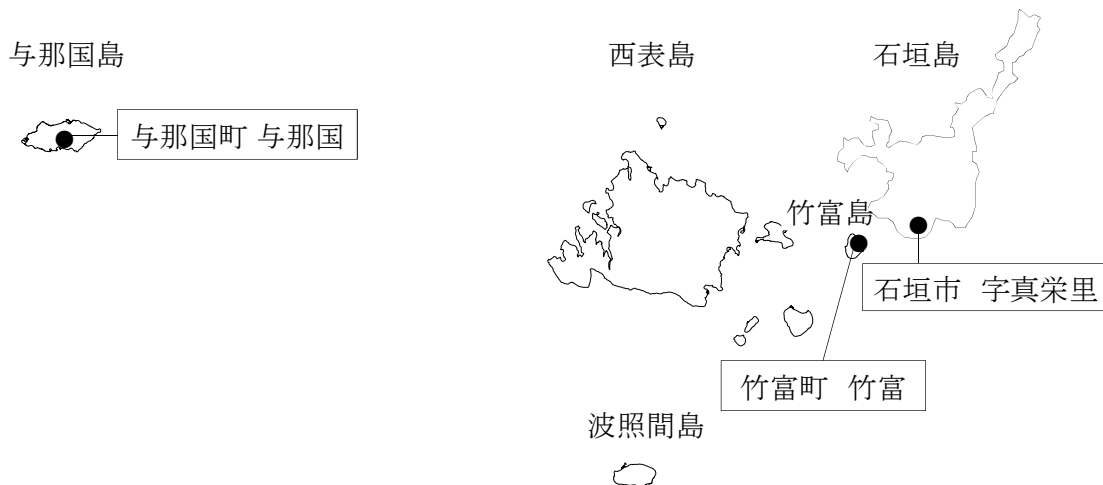 与那国島
西表島
石垣島
与那国町 与那国
竹富島
石垣市 字真栄里
竹富町 竹富
波照間島